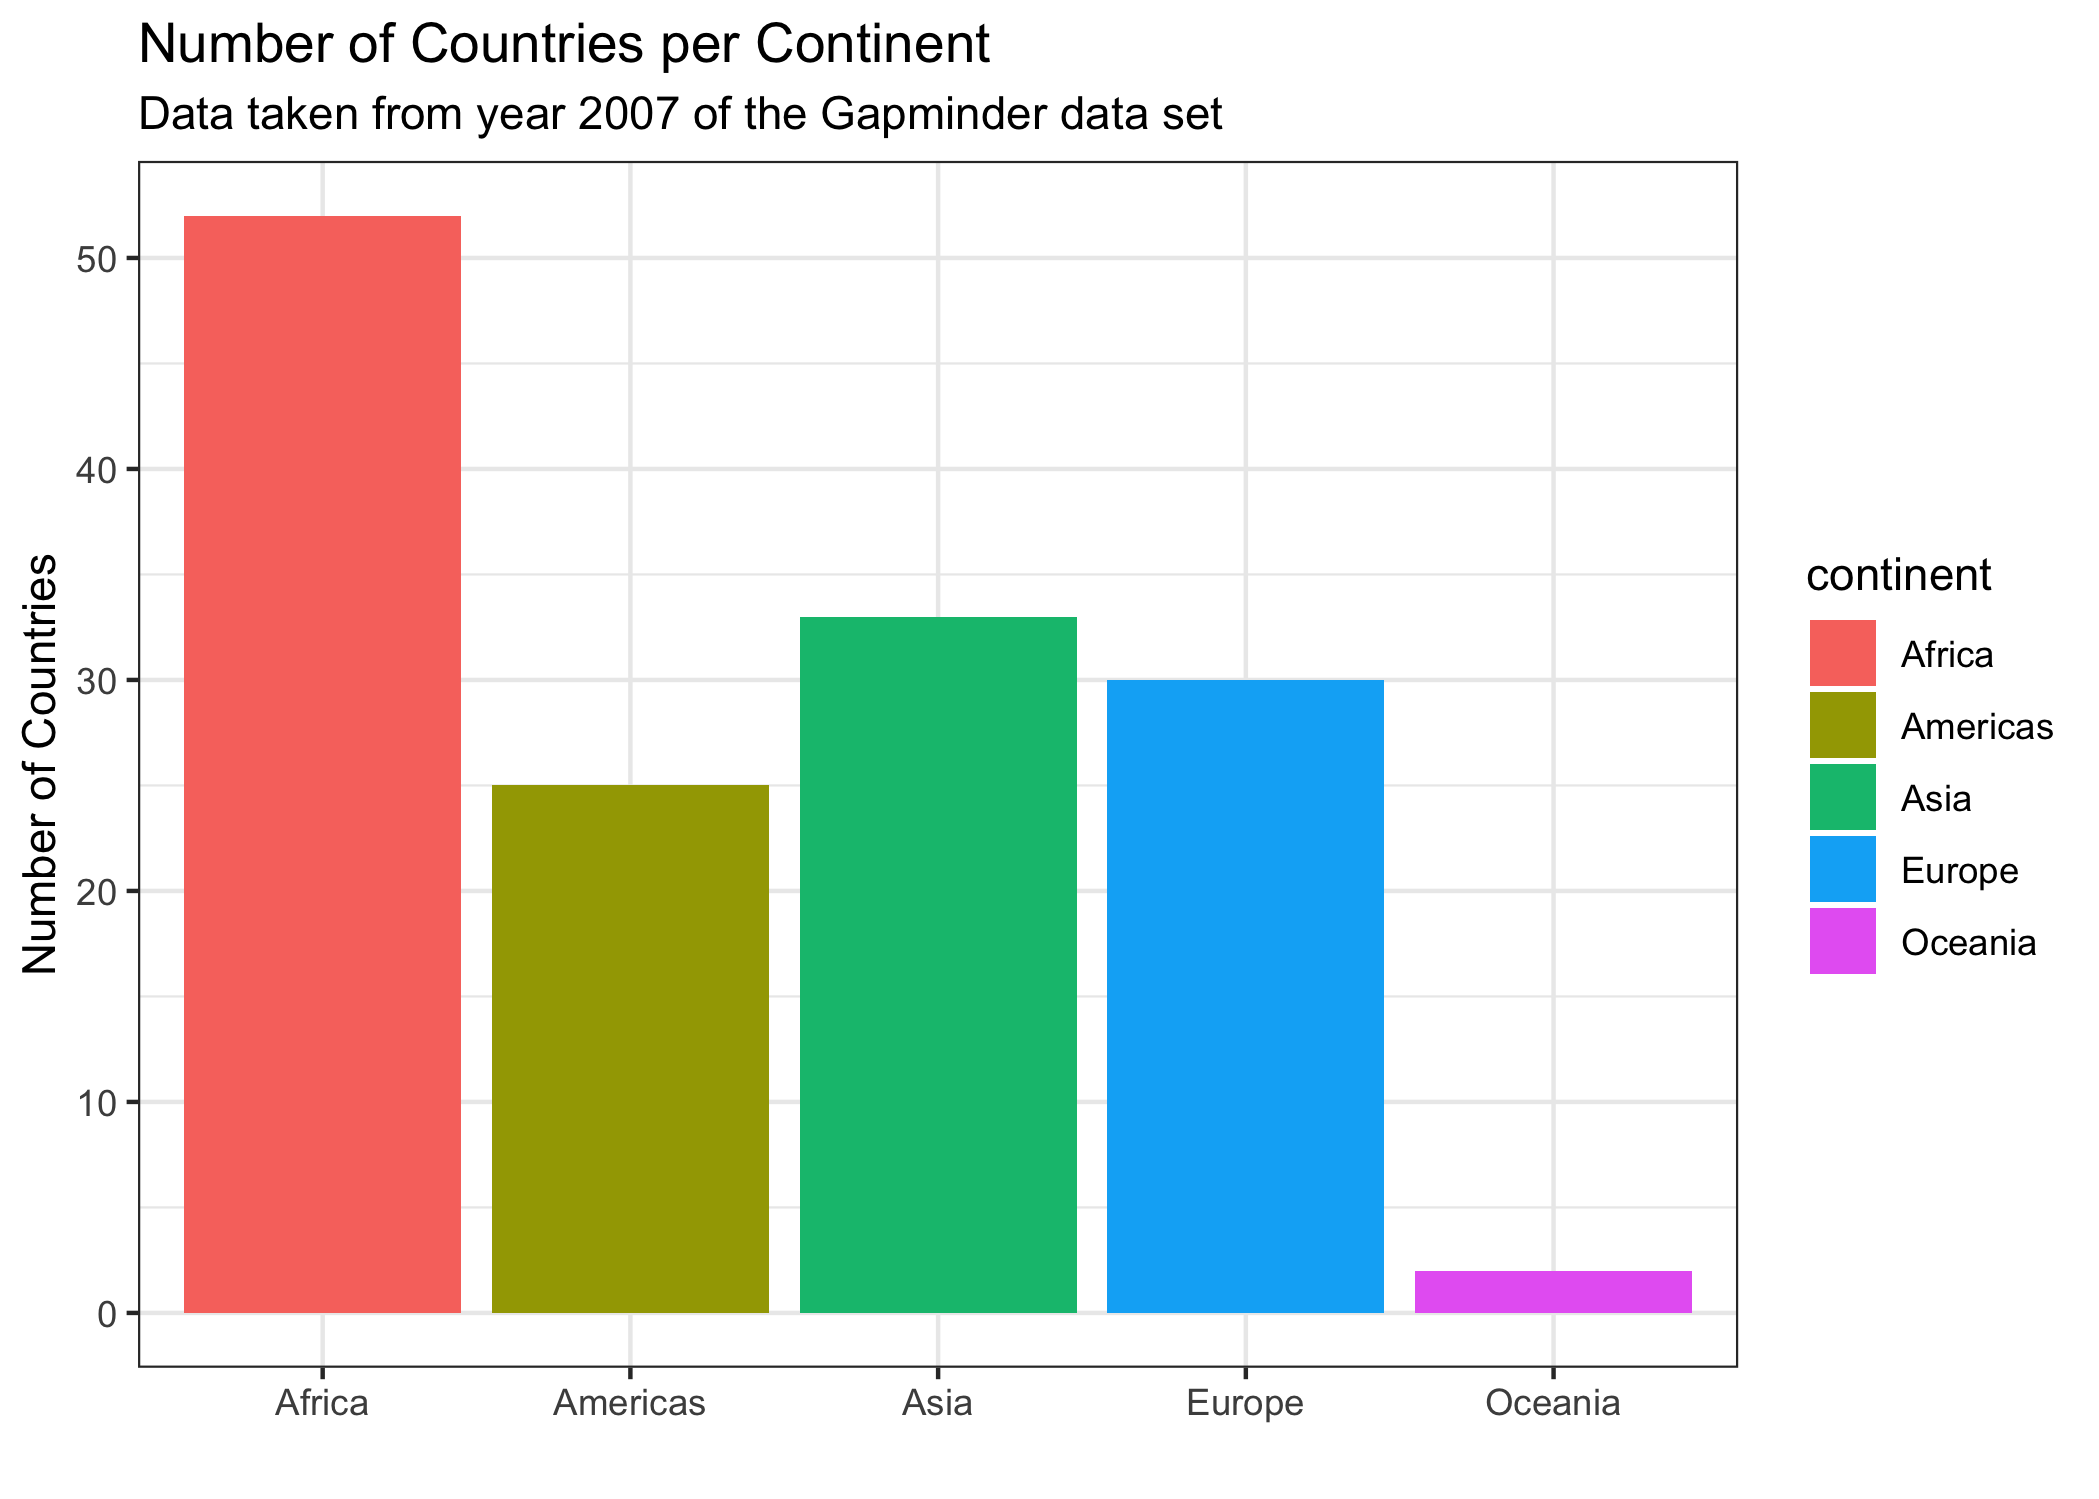 Number of Countries per Continent
Data taken from year 2007 of the Gapminder data set
Number of Countries
50
40
30
20
10
0
Africa Americas Asia Europe Oceania
continent
Africa
Americas
Asia
Europe
Oceania